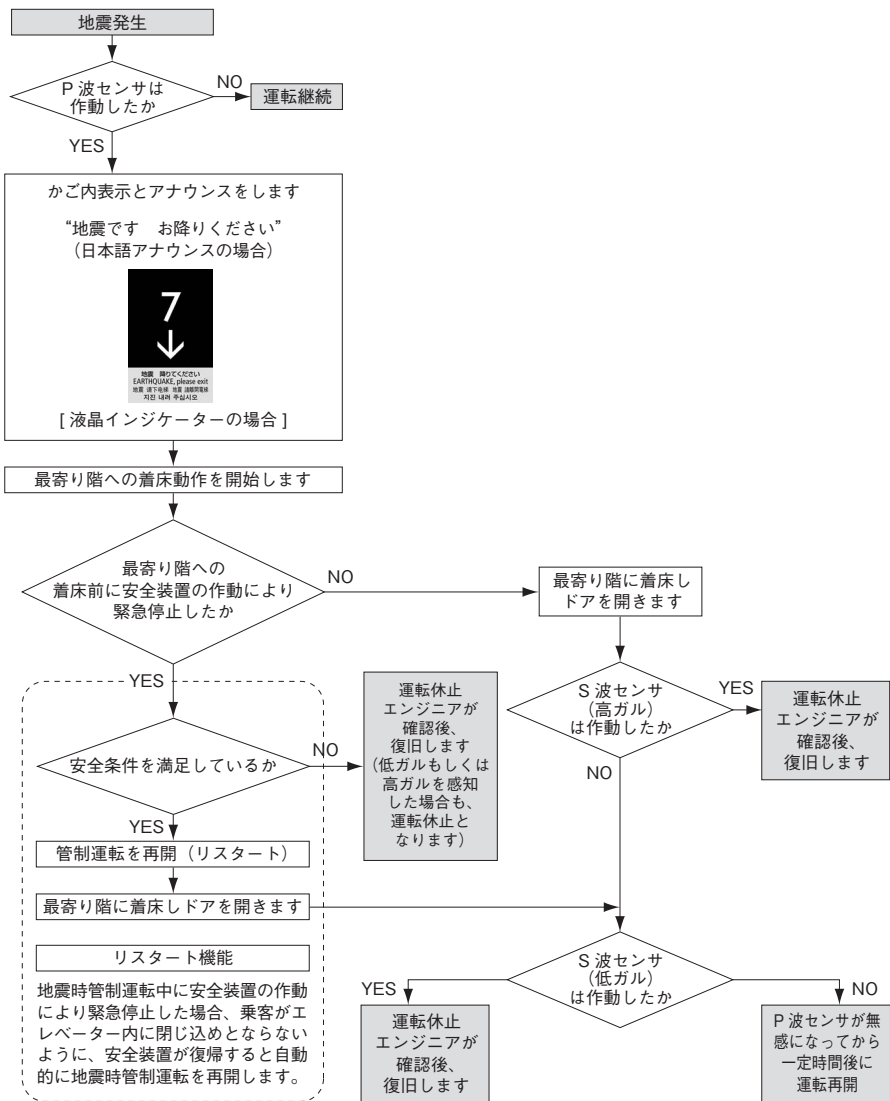 地震発生
P 波センサは
作動したか
NO
運転継続
YES
かご内表示とアナウンスをします
“地震です　お降りください”
（日本語アナウンスの場合）
7
↓
地震　降りてください
EARTHQUAKE, please exit
地震 请下电梯 地震 請離開電梯
지진 내려 주십시오
[ 液晶インジケーターの場合 ]
最寄り階への着床動作を開始します
最寄り階への
着床前に安全装置の作動により
緊急停止したか
NO
最寄り階に着床し
ドアを開きます
YES
S 波センサ
（高ガル）
は作動したか
YES
運転休止
エンジニアが
確認後、
復旧します
NO
安全条件を満足しているか
NO
運転休止
エンジニアが
確認後、
復旧します
（低ガルもしくは
高ガルを感知
した場合も、
運転休止と
なります）
YES
管制運転を再開（リスタート）
最寄り階に着床しドアを開きます
リスタート機能
地震時管制運転中に安全装置の作動
により緊急停止した場合、乗客がエ
レベーター内に閉じ込めとならない
ように、安全装置が復帰すると自動
的に地震時管制運転を再開します。
S 波センサ
（低ガル）
は作動したか
YES
運転休止
エンジニアが
確認後、
復旧します
NO
P 波センサが無
感になってから
一定時間後に
運転再開